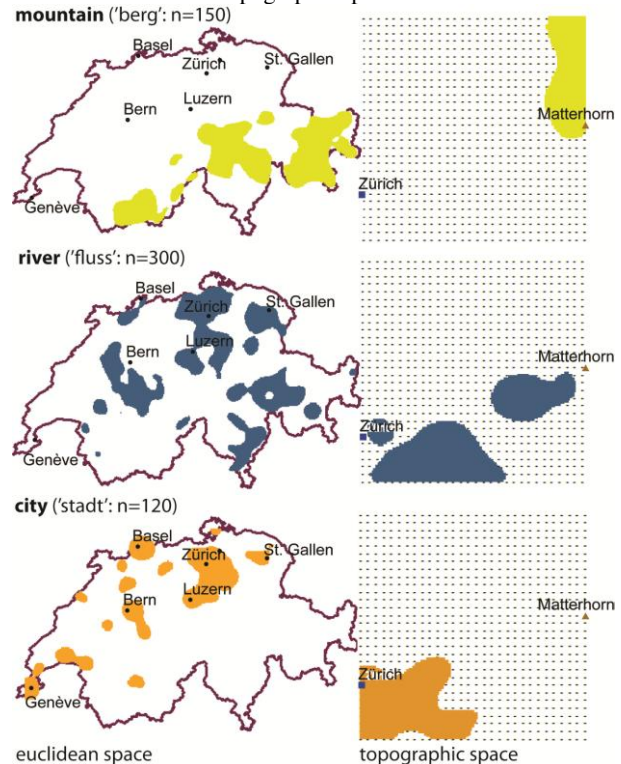 mountain ('berg': n=150)
Basel
Zürich
St. Gallen
Bern
Luzern
Genève
Matterhorn
Zürich
river ('fluss': n=300)
Basel
Zürich
St. Gallen
Bern
Luzern
Genève
Matterhorn
Zürich
city ('stadt': n=120)
Basel
Zürich
St. Gallen
Bern
Luzern
Genève
Matterhorn
Zürich
euclidean space
topographic space